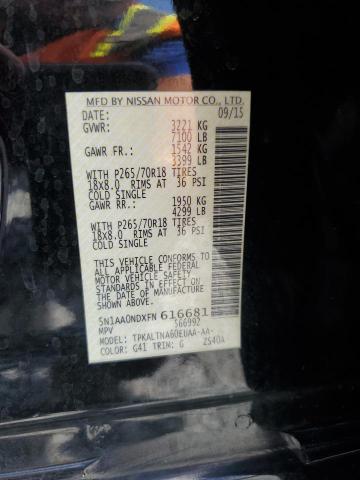 MFD BY NISSAN MOTOR CO., LTD.
DATE: 09/15
GVWR: 3221 KG
7100 LB
GAWR FR.: 1542 KG
3399 LB
WITH P265/70R18 TIRES
18X8.0 RIMS AT 36 PSI
COLD SINGLE
GAWR RR.: 1950 KG
4299 LB
WITH P265/70R18 TIRES
18X8.0 RIMS AT 36 PSI
COLD SINGLE
THIS VEHICLE CONFORMS TO ALL
APPLICABLE U.S. FEDERAL MOTOR
VEHICLE SAFETY STANDARDS
IN EFFECT ON THE DATE OF
MANUFACTURE SHOWN ABOVE.
5N1AA0NDXFN 616681
MPV 566992
MODEL: TPKALTNA60EUAA-AA-
COLOR: G41 TRIM: G ZS40A